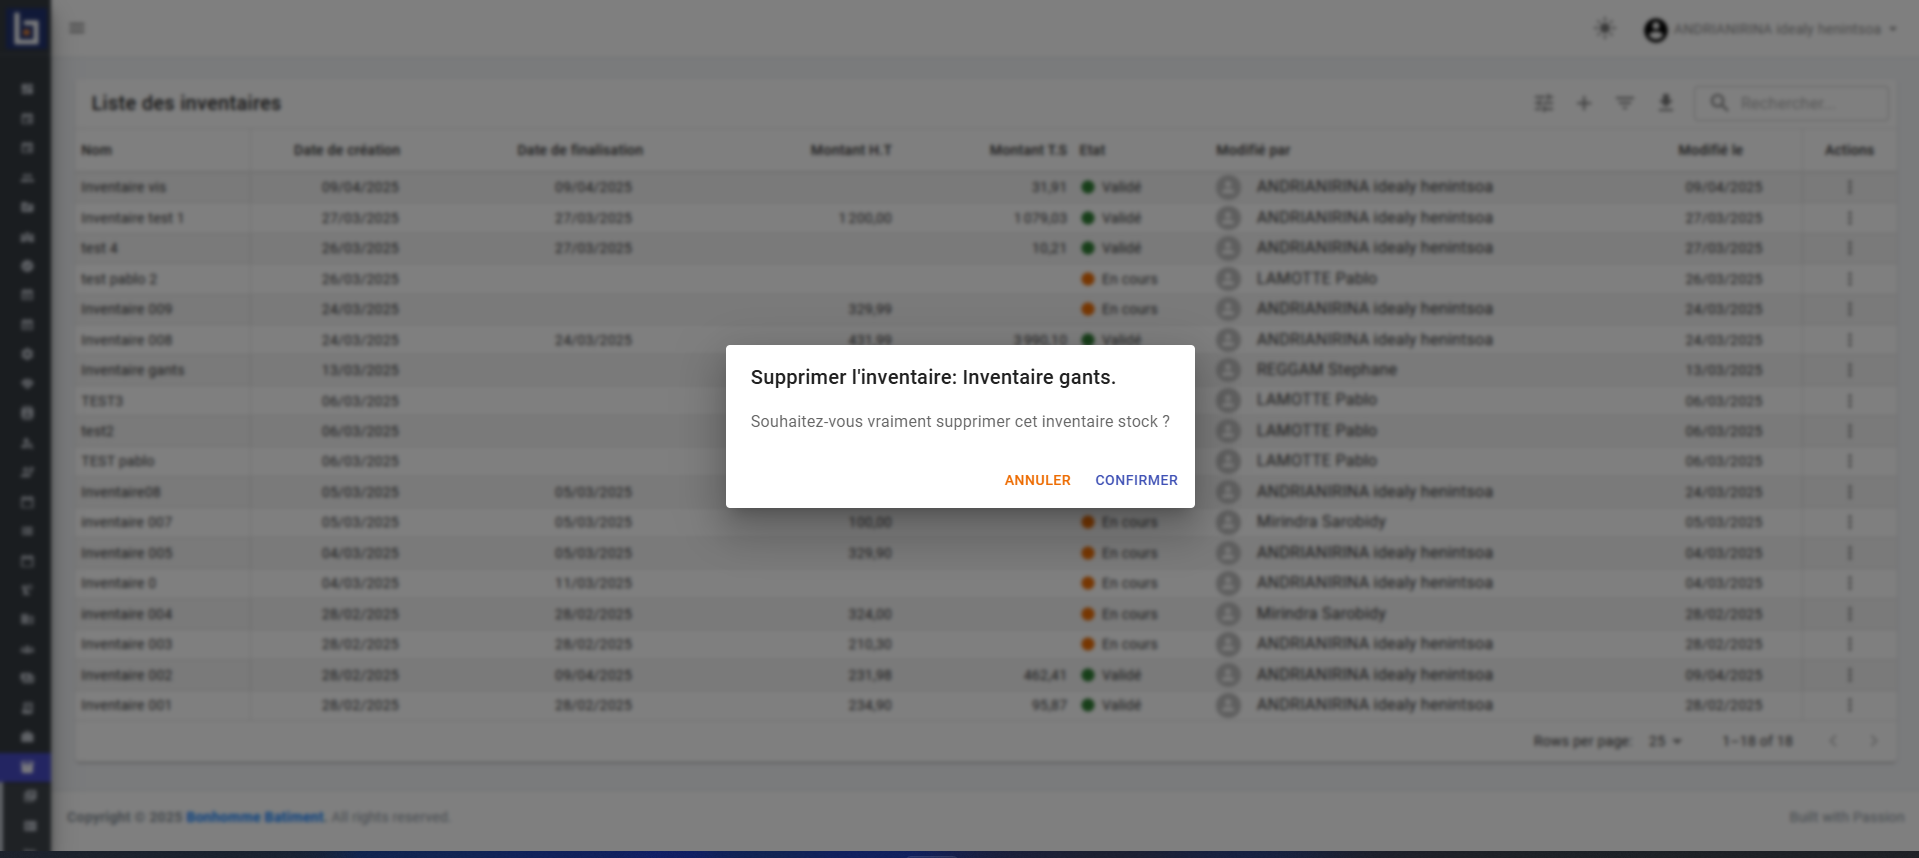 ANDRIANIRINA idealy henintsoa
Liste des inventaires
Rechercher...
Nom Date de création Date de finalisation Montant H.T Montant T.S Etat Modifié par Modifié le Actions
Inventaire vis 09/04/2025 09/04/2025 31,91 Validé ANDRIANIRINA idealy henintsoa 09/04/2025
Inventaire test 1 27/03/2025 27/03/2025 1 200,00 1 079,03 Validé ANDRIANIRINA idealy henintsoa 27/03/2025
test 4 26/03/2025 27/03/2025 10,21 Validé ANDRIANIRINA idealy henintsoa 27/03/2025
test pablo 2 26/03/2025 En cours LAMOTTE Pablo 26/03/2025
Inventaire 009 24/03/2025 329,99 En cours ANDRIANIRINA idealy henintsoa 24/03/2025
Inventaire 008 24/03/2025 24/03/2025 431,99 3 990,10 Validé ANDRIANIRINA idealy henintsoa 24/03/2025
Inventaire gants 13/03/2025 REGGAM Stephane 13/03/2025
TEST3 06/03/2025 LAMOTTE Pablo 06/03/2025
test2 06/03/2025 LAMOTTE Pablo 06/03/2025
TEST pablo 06/03/2025 LAMOTTE Pablo 06/03/2025
Inventaire08 05/03/2025 05/03/2025 ANDRIANIRINA idealy henintsoa 24/03/2025
inventaire 007 05/03/2025 05/03/2025 100,00 En cours Mirindra Sarobidy 05/03/2025
Inventaire 005 04/03/2025 05/03/2025 329,90 En cours ANDRIANIRINA idealy henintsoa 04/03/2025
Inventaire 0 04/03/2025 11/03/2025 En cours ANDRIANIRINA idealy henintsoa 04/03/2025
inventaire 004 28/02/2025 28/02/2025 324,00 En cours Mirindra Sarobidy 28/02/2025
Inventaire 003 28/02/2025 28/02/2025 210,30 En cours ANDRIANIRINA idealy henintsoa 28/02/2025
Inventaire 002 28/02/2025 09/04/2025 231,98 462,41 Validé ANDRIANIRINA idealy henintsoa 09/04/2025
Inventaire 001 28/02/2025 28/02/2025 234,90 95,87 Validé ANDRIANIRINA idealy henintsoa 28/02/2025
Supprimer l'inventaire: Inventaire gants.
Souhaitez-vous vraiment supprimer cet inventaire stock ?
ANNULER CONFIRMER
Rows per page: 25 1–18 of 18
Copyright © 2025 Bonhomme Batiment. All rights reserved.
Built with Passion